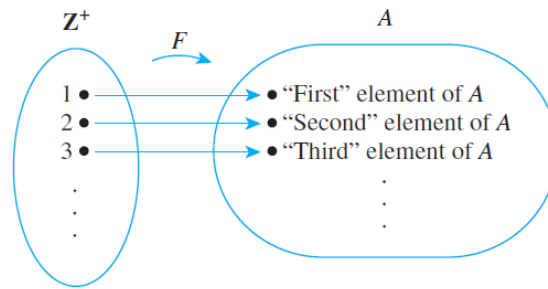 Z⁺
F
A
1
“First” element of A
2
“Second” element of A
3
“Third” element of A